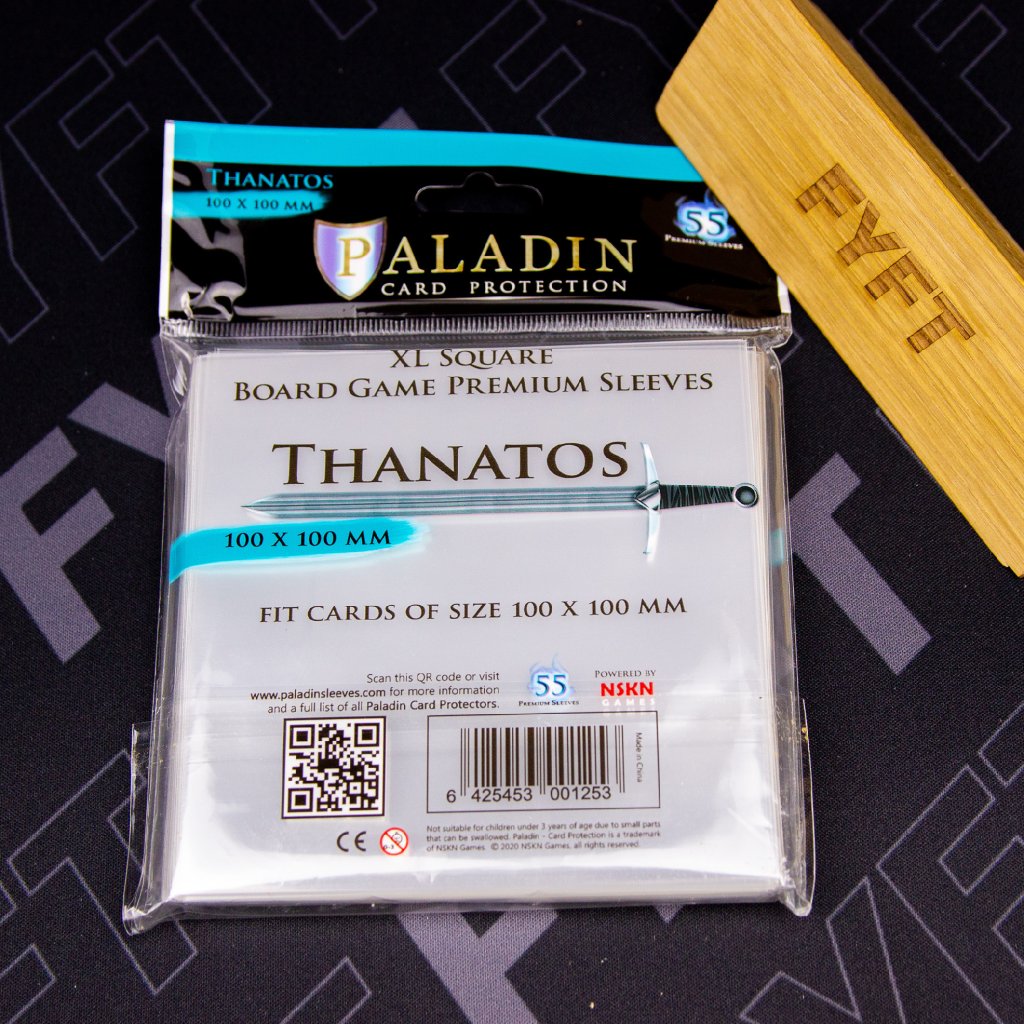 THANATOS
100 X 100 MM
55
PREMIUM SLEEVES
PALADIN
CARD PROTECTION
FYFT
XL SQUARE
BOARD GAME PREMIUM SLEEVES
THANATOS
100 X 100 MM
FIT CARDS OF SIZE 100 X 100 MM
Scan this QR code or visit
www.paladinsleeves.com for more information
and a full list of all Paladin Card Protectors.
55
PREMIUM SLEEVES
POWERED BY
NSKN
GAMES
Made in China
6 425453 001253
CE
0-3
Not suitable for children under 3 years of age due to small parts
that can be swallowed. Paladin - Card Protection is a trademark
of NSKN Games. © 2020 NSKN Games, all rights reserved.
FYFT